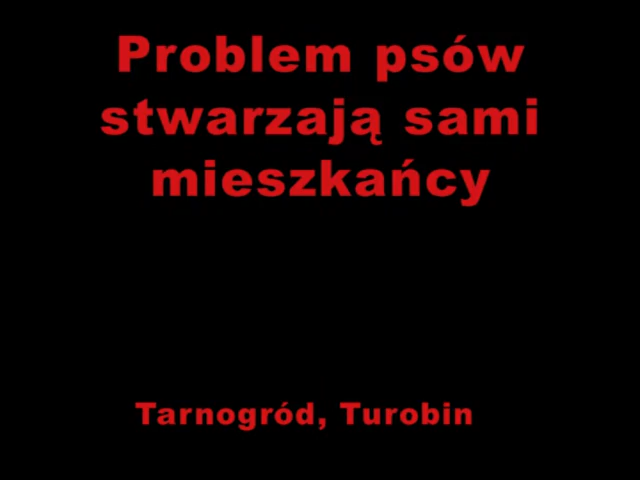 Problem psów
stwarzają sami
mieszkańcy
Tarnogród, Turobin